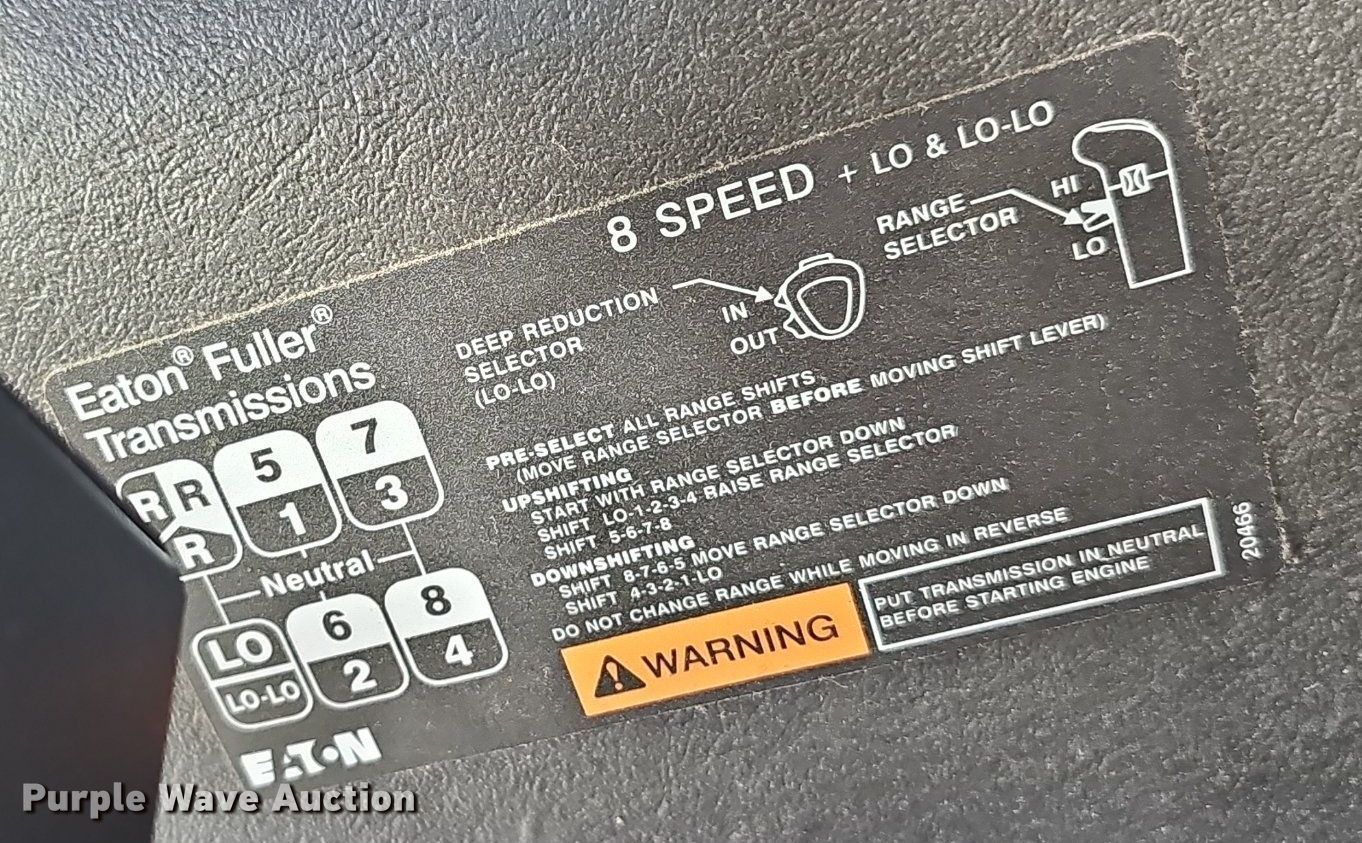 8 SPEED + LO & LO-LO
Eaton® Fuller®
Transmissions
DEEP REDUCTION
SELECTOR
(LO-LO)
IN
OUT
RANGE
SELECTOR
HI
LO
R R 5 7
R 1 3
Neutral
LO 6 8
LO-LO 2 4
PRE-SELECT ALL RANGE SHIFTS
(MOVE RANGE SELECTOR BEFORE MOVING SHIFT LEVER)
UPSHIFTING
START WITH RANGE SELECTOR DOWN
SHIFT LO-1-2-3-4 RAISE RANGE SELECTOR
SHIFT 5-6-7-8
DOWNSHIFTING
SHIFT 8-7-6-5 MOVE RANGE SELECTOR DOWN
SHIFT 4-3-2-1-LO
DO NOT CHANGE RANGE WHILE MOVING IN REVERSE
WARNING
PUT TRANSMISSION IN NEUTRAL
BEFORE STARTING ENGINE
20466
EATON
Purple Wave Auction